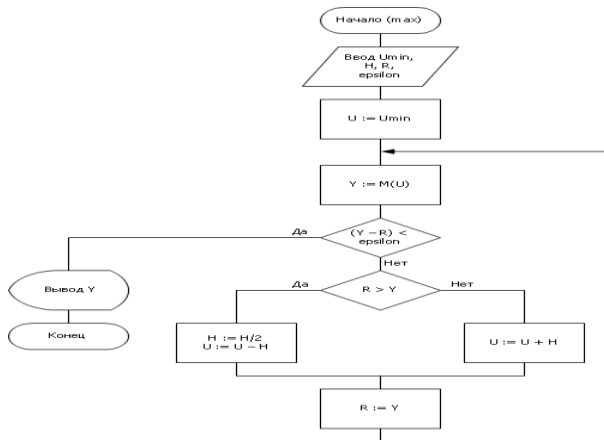 Начало (max)
Ввод Umin,
H, R,
epsilon
U := Umin
Y := M(U)
Да
(Y – R) <
epsilon
Нет
Вывод Y
Да
R > Y
Нет
Конец
H := H/2
U := U – H
U := U + H
R := Y